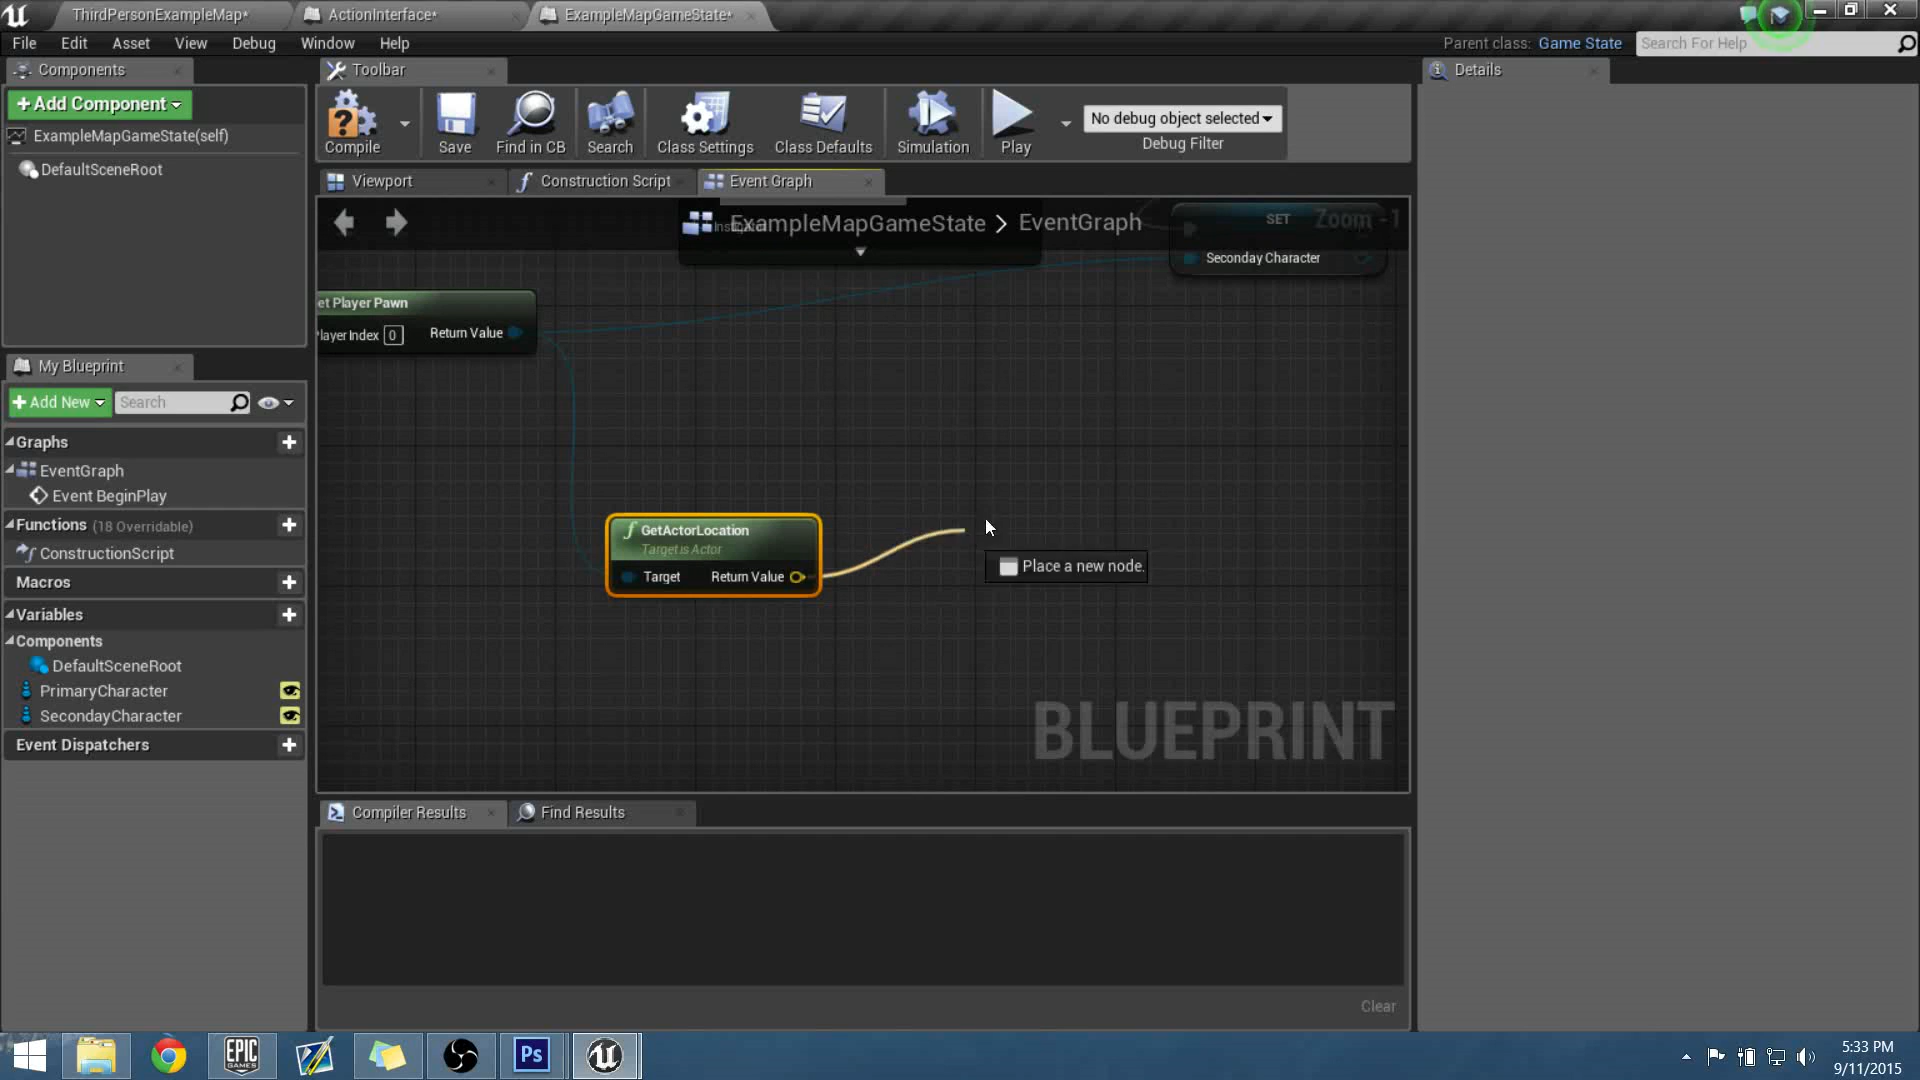 ThirdPersonExampleMap*
ActionInterface*
ExampleMapGameState*
File Edit Asset View Debug Window Help
Parent class: Game State
Search For Help
Components
Toolbar
Details
+ Add Component
ExampleMapGameState(self)
DefaultSceneRoot
Compile
Save
Find in CB
Search
Class Settings
Class Defaults
Simulation
Play
No debug object selected
Debug Filter
Viewport
Construction Script
Event Graph
ExampleMapGameState > EventGraph
SET
Zoom -1
Seconday Character
et Player Pawn
Player Index 0
Return Value
My Blueprint
+ Add New
Search
Graphs
EventGraph
Event BeginPlay
Functions (18 Overridable)
ConstructionScript
Macros
Variables
Components
DefaultSceneRoot
PrimaryCharacter
SecondayCharacter
Event Dispatchers
f GetActorLocation
Target is Actor
Target Return Value
Place a new node.
BLUEPRINT
Compiler Results
Find Results
Clear
EPIC
GAMES
Ps
5:33 PM
9/11/2015